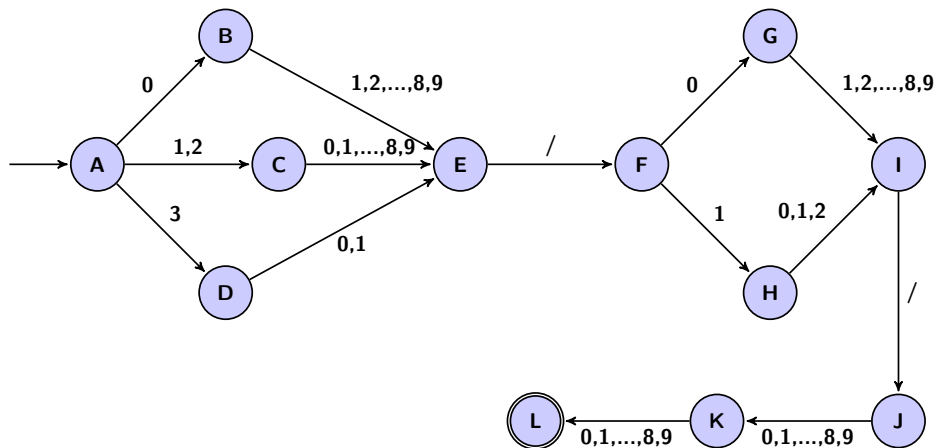 B
G
0
1,2,...,8,9
0
1,2,...,8,9
A
1,2
C
0,1,...,8,9
E
/
F
I
3
0,1
1
0,1,2
D
H
/
L
0,1,...,8,9
K
0,1,...,8,9
J